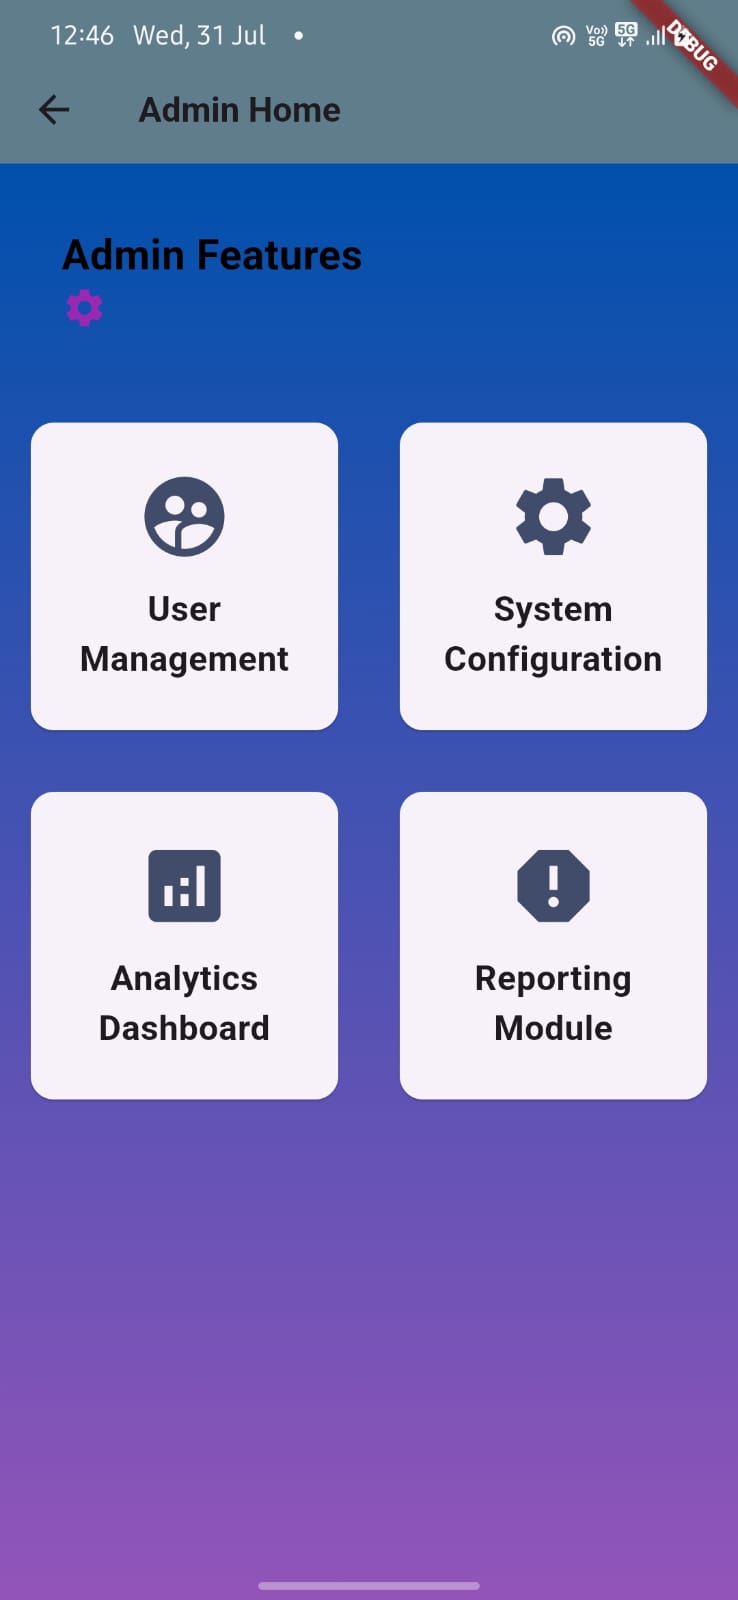 12:46 Wed, 31 Jul
Vo))
5G
5G
DEBUG
Admin Home
Admin Features
User
Management
System
Configuration
Analytics
Dashboard
Reporting
Module